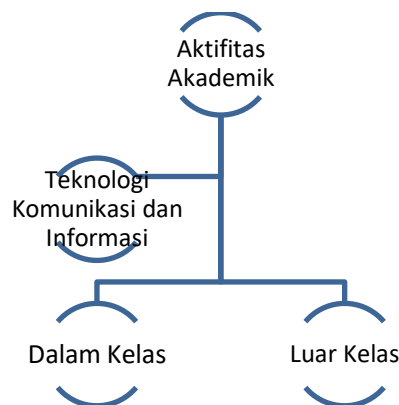 Aktifitas
Akademik
Teknologi
Komunikasi dan
Informasi
Dalam Kelas
Luar Kelas